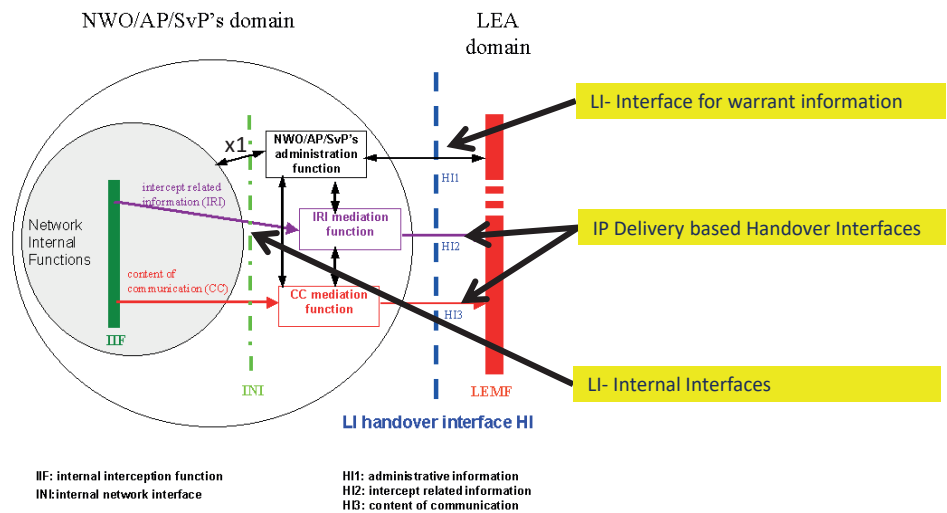 NWO/AP/SvP's domain
LEA
domain
LI- Interface for warrant information
x1
NWO/AP/SvP's
administration
function
HI1
intercept related
information (IRI)
IRI mediation
function
Network
Internal
Functions
IP Delivery based Handover Interfaces
HI2
content of
communication (CC)
CC mediation
function
HI3
IIF
INI
LEMF
LI- Internal Interfaces
LI handover interface HI
IIF: internal interception function
INI:internal network interface
HI1: administrative information
HI2: intercept related information
HI3: content of communication